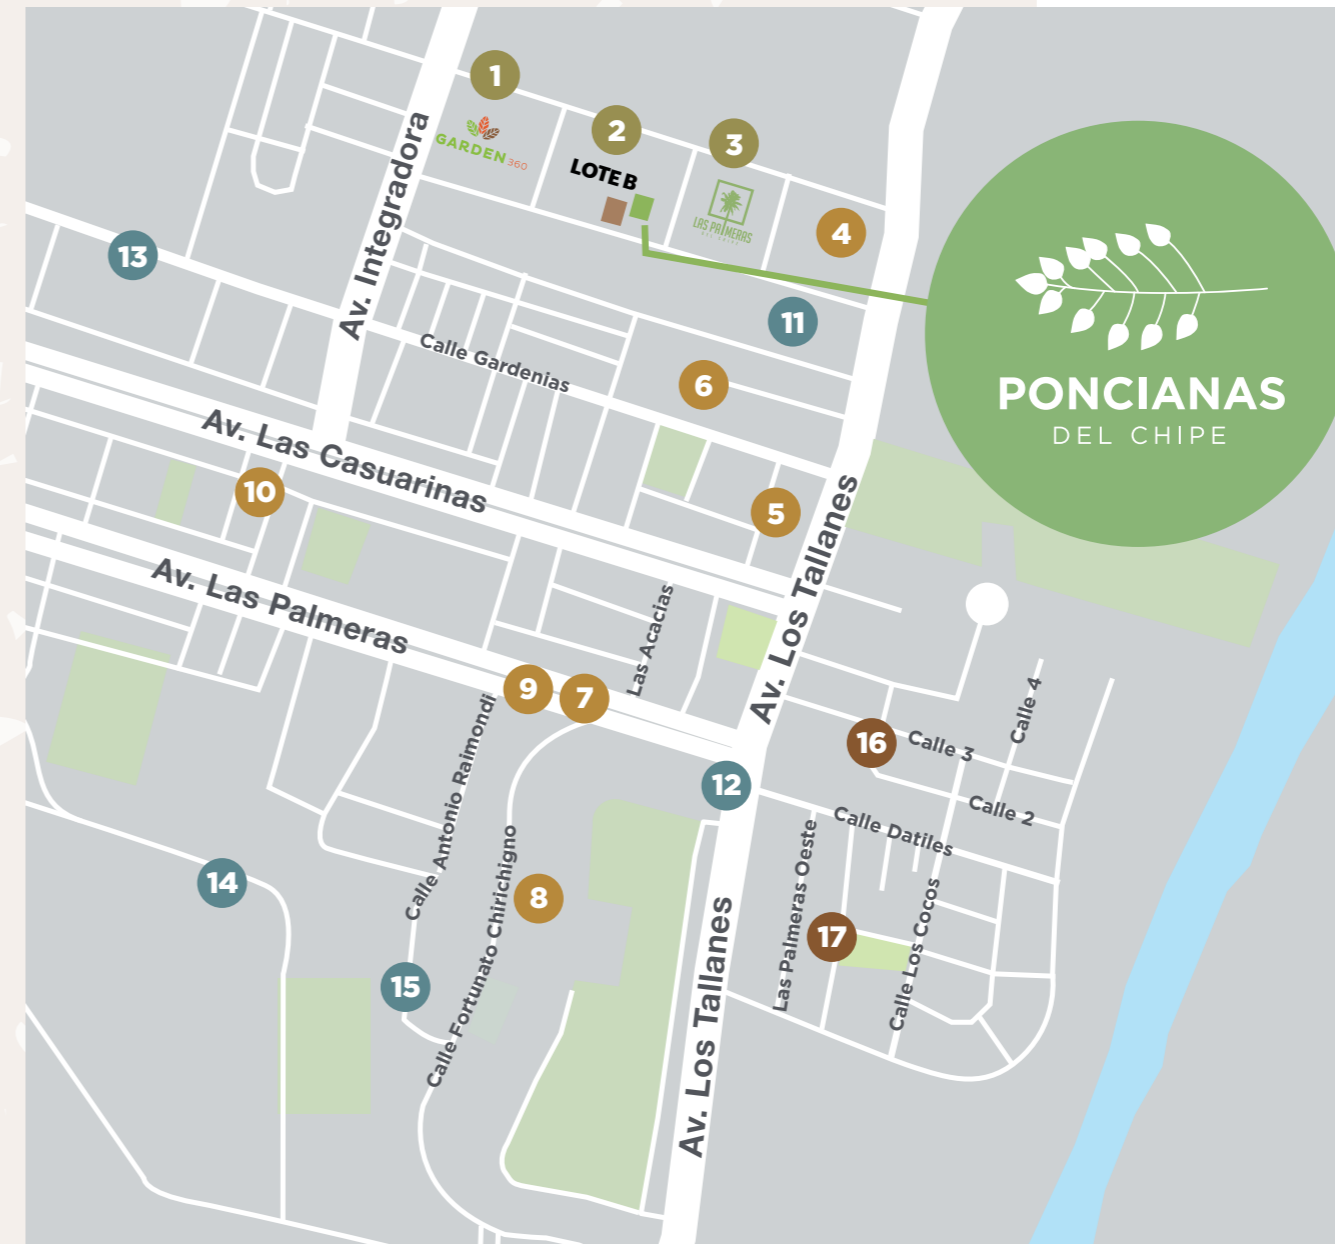 1
GARDEN 360
2
LOTE B
3
LAS PALMERAS
4
13
Av. Integradora
11
Calle Gardenias
6
PONCIANAS
DEL CHIPE
Av. Las Casuarinas
10
5
Av. Los Tallanes
Av. Las Palmeras
Las Acacias
9
7
Calle 4
16
Calle 3
12
Calle 2
Calle Datiles
Calle Antonio Raimondi
Las Palmeras Oeste
14
Calle Fortunato Chirichigno
8
Calle Los Cocos
17
15
Av. Los Tallanes